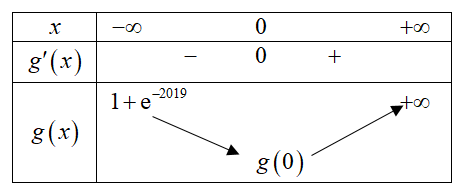 x −∞ 0 +∞
g′(x) − 0 +
1+e⁻²⁰¹⁹ +∞
g(x)
g(0)